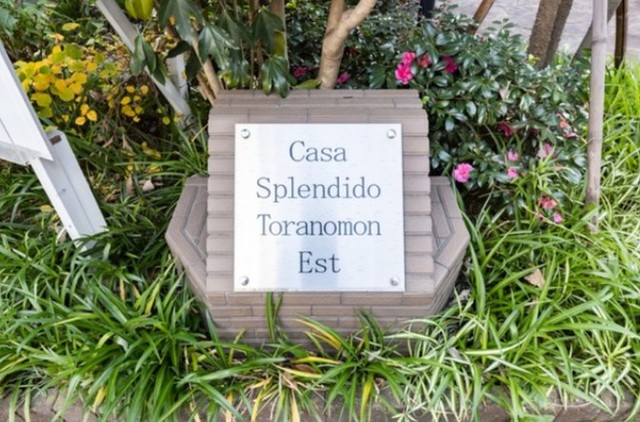 Casa
Splendido
Toranomon
Est